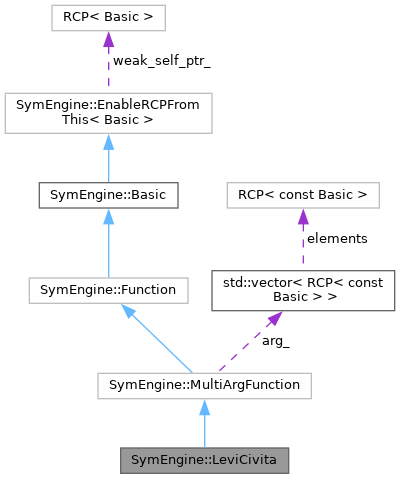 RCP< Basic >
weak_self_ptr_
SymEngine::EnableRCPFrom
This< Basic >
SymEngine::Basic
RCP< const Basic >
elements
SymEngine::Function
std::vector< RCP< const
Basic > >
arg_
SymEngine::MultiArgFunction
SymEngine::LeviCivita